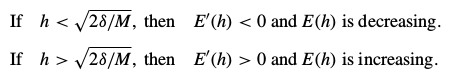 If h < √2δ/M, then E′(h) < 0 and E(h) is decreasing.
If h > √2δ/M, then E′(h) > 0 and E(h) is increasing.